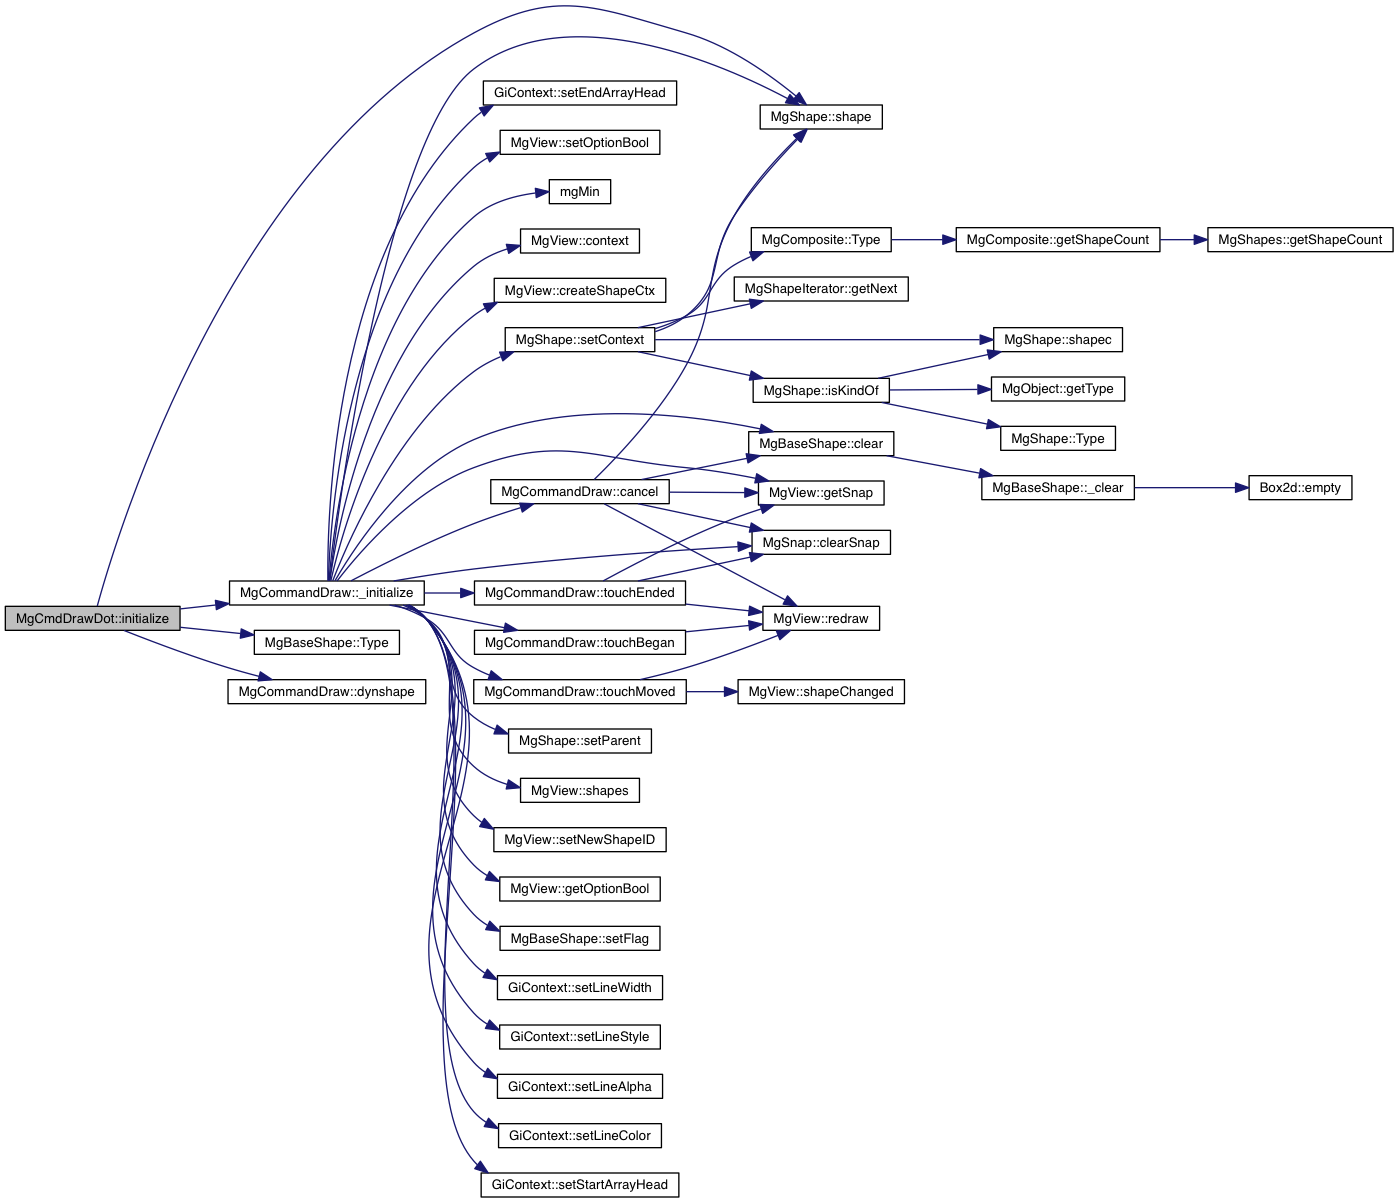 MgCmdDrawDot::initialize
MgCommandDraw::_initialize
MgBaseShape::Type
MgCommandDraw::dynshape
GiContext::setEndArrayHead
MgView::setOptionBool
mgMin
MgView::context
MgView::createShapeCtx
MgShape::setContext
MgCommandDraw::cancel
MgCommandDraw::touchEnded
MgCommandDraw::touchBegan
MgCommandDraw::touchMoved
MgShape::setParent
MgView::shapes
MgView::setNewShapeID
MgView::getOptionBool
MgBaseShape::setFlag
GiContext::setLineWidth
GiContext::setLineStyle
GiContext::setLineAlpha
GiContext::setLineColor
GiContext::setStartArrayHead
MgShape::shape
MgComposite::Type
MgShapeIterator::getNext
MgShape::isKindOf
MgBaseShape::clear
MgView::getSnap
MgSnap::clearSnap
MgView::redraw
MgView::shapeChanged
MgComposite::getShapeCount
MgShape::shapec
MgObject::getType
MgShape::Type
MgBaseShape::_clear
MgShapes::getShapeCount
Box2d::empty